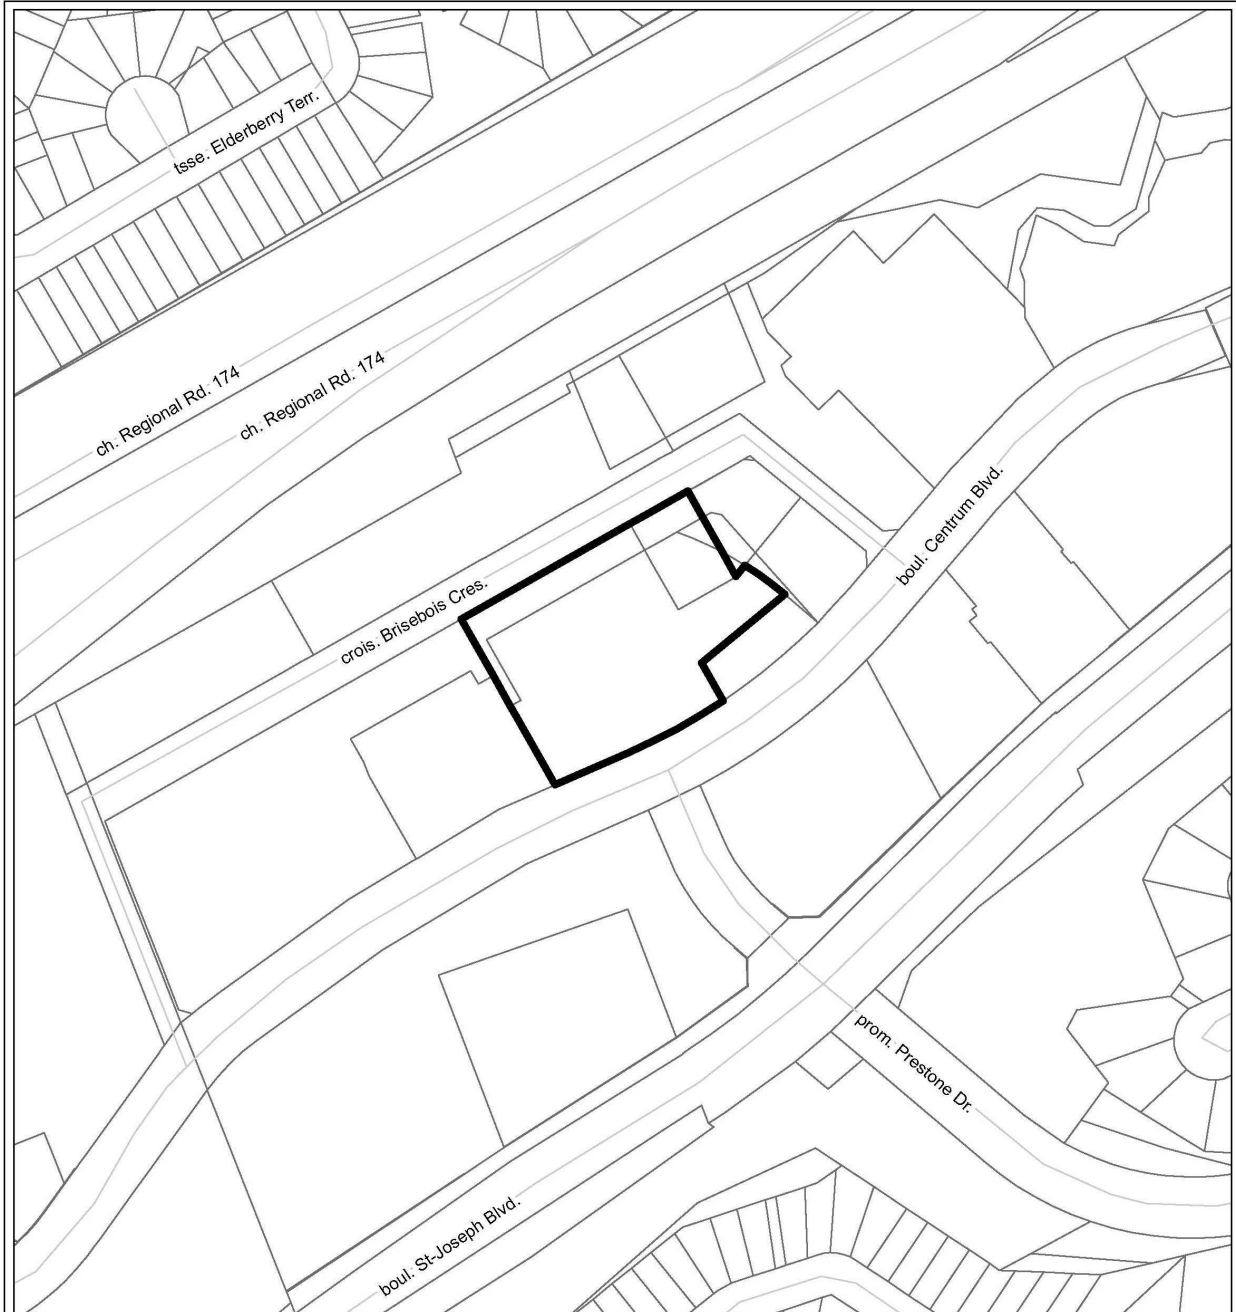 tsse. Elderberry Terr.
ch. Regional Rd. 174
ch. Regional Rd. 174
boul. Centrum Blvd.
crois. Brisebois Cres.
prom. Prestone Dr.
boul. St-Joseph Blvd.